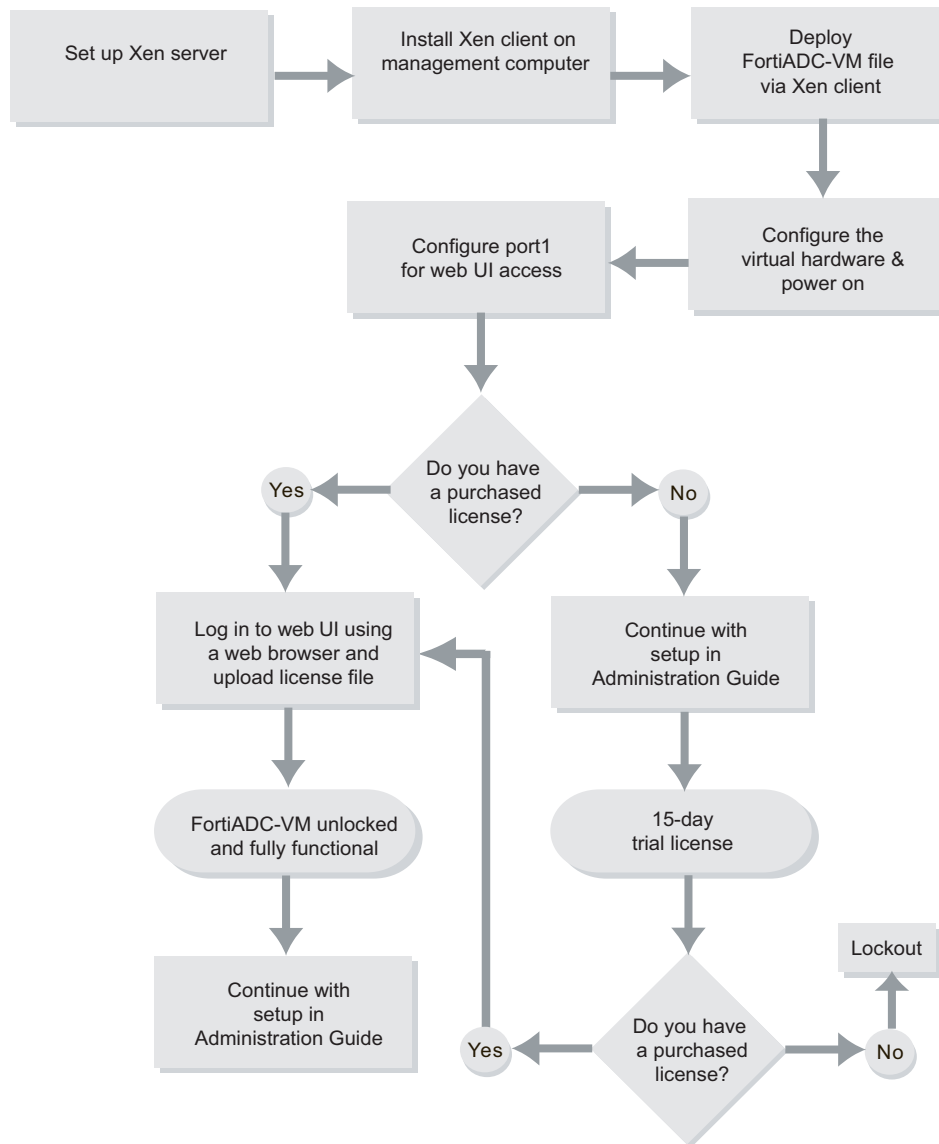 Set up Xen server
Install Xen client on
management computer
Deploy
FortiADC-VM file
via Xen client
Configure port1
for web UI access
Configure the
virtual hardware &
power on
Do you have
a purchased
license?
Yes
No
Log in to web UI using
a web browser and
upload license file
Continue with
setup in
Administration Guide
FortiADC-VM unlocked
and fully functional
15-day
trial license
Lockout
Continue with
setup in
Administration Guide
Do you have
a purchased
license?
Yes
No